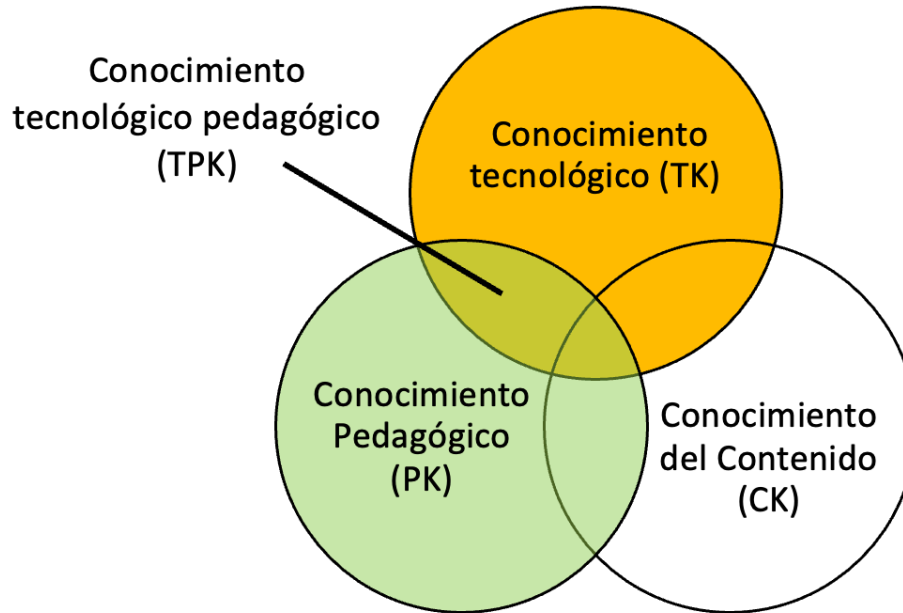 Conocimiento
tecnológico pedagógico
(TPK)
Conocimiento
tecnológico (TK)
Conocimiento
Pedagógico
(PK)
Conocimiento
del Contenido
(CK)